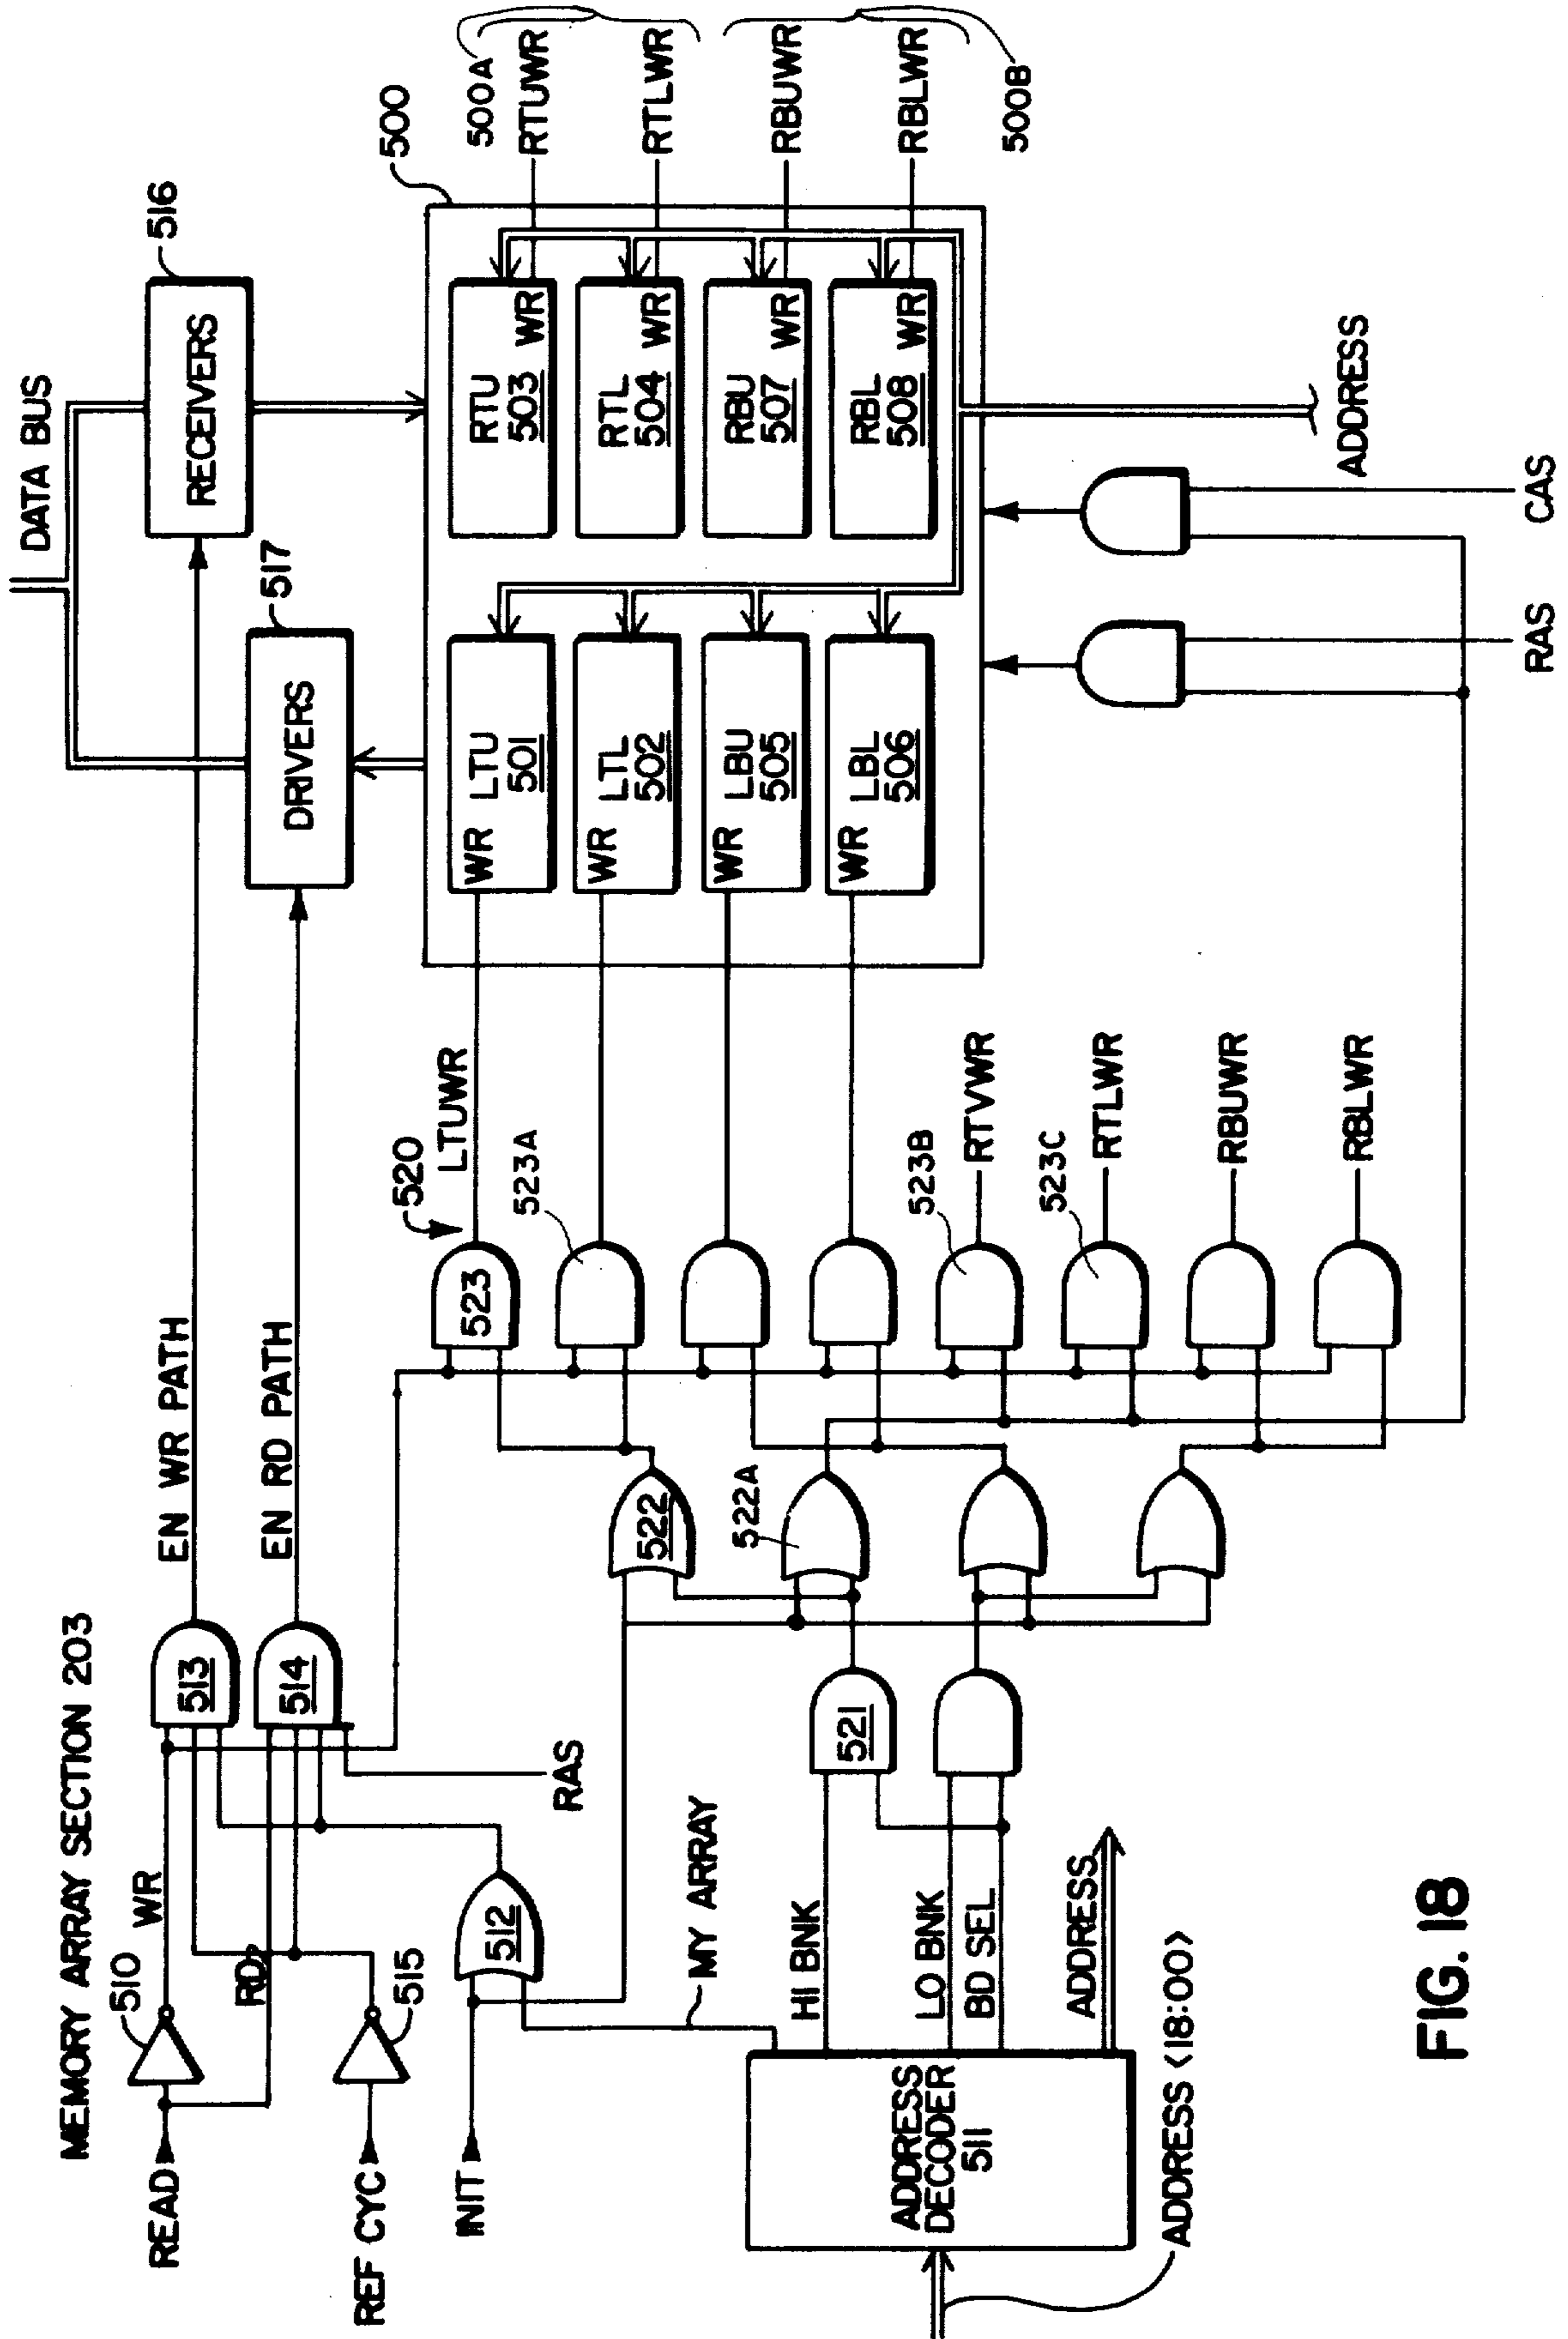 MEMORY ARRAY SECTION 203
READ
510
WR
RD
REF CYC
515
INIT
512
513
514
RAS
EN WR PATH
EN RD PATH
DATA BUS
517
DRIVERS
516
RECEIVERS
MY ARRAY
ADDRESS
DECODER
511
ADDRESS <18:00>
HI BNK
LO BNK
BD SEL
ADDRESS
521
522
522A
520
523
523A
523B
523C
LTUWR
RTVWR
RTLWR
RBUWR
RBLWR
500
WR
LTU
501
WR
LTL
502
WR
LBU
505
WR
LBL
506
RTU
503
WR
RTL
504
WR
RBU
507
WR
RBL
508
WR
500A
RTUWR
RTLWR
RBUWR
RBLWR
500B
RAS
CAS
ADDRESS
FIG. 18